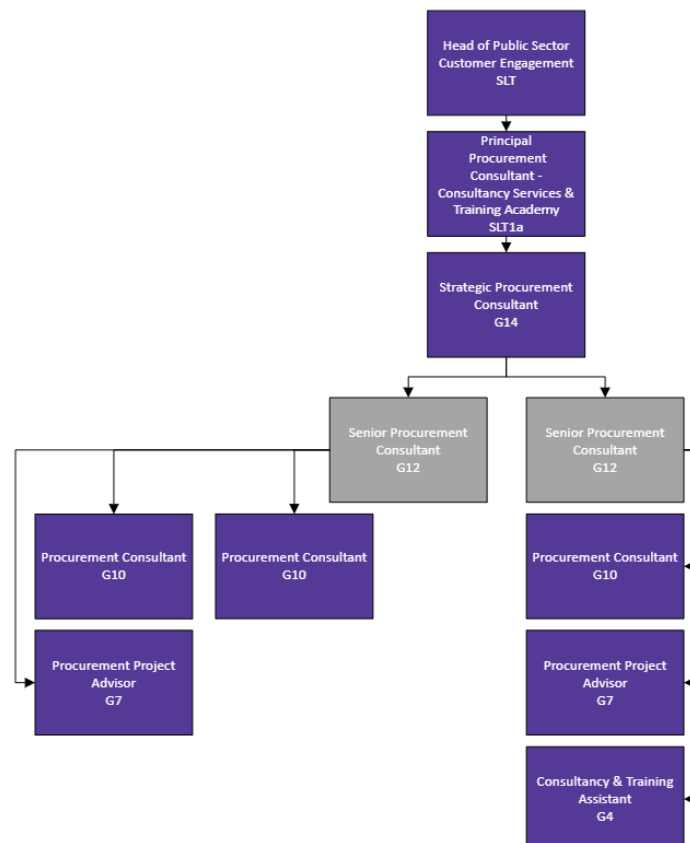 Head of Public Sector
Customer Engagement
SLT
Principal
Procurement
Consultant -
Consultancy Services &
Training Academy
SLT1a
Strategic Procurement
Consultant
G14
Senior Procurement
Consultant
G12
Senior Procurement
Consultant
G12
Procurement Consultant
G10
Procurement Consultant
G10
Procurement Consultant
G10
Procurement Project
Advisor
G7
Procurement Project
Advisor
G7
Consultancy & Training
Assistant
G4